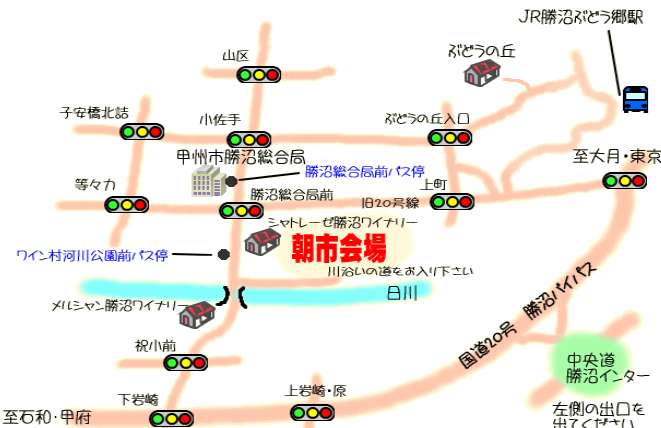 JR勝沼ぶどう郷駅
山区
ぶどうの丘
子安橋北詰
小佐手
ぶどうの丘入口
甲州市勝沼総合局
至大月・東京
勝沼総合局前バス停
等々力
勝沼総合局前
旧20号線
上町
シャトレーゼ勝沼ワイナリー
朝市会場
ワイン村河川公園前バス停
川沿いの道をお入り下さい
日川
メルシャン勝沼ワイナリー
国道20号 勝沼バイパス
祝小前
中央道
勝沼インター
下岩崎
上岩崎・原
至石和・甲府
左側の出口を
出てください